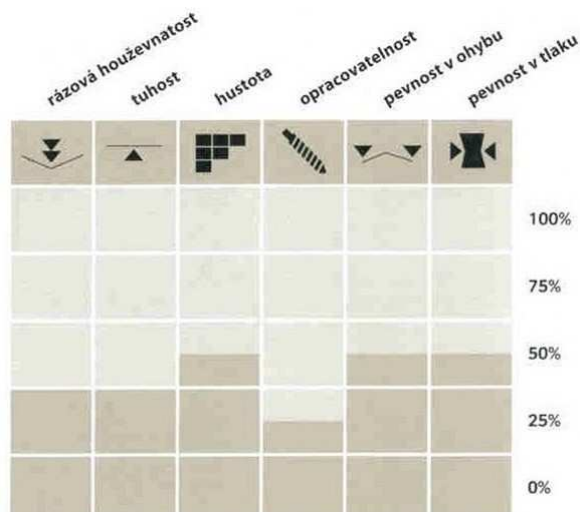 rázová houževnatost
tuhost
hustota
opracovatelnost
pevnost v ohybu
pevnost v tlaku
100%
75%
50%
25%
0%